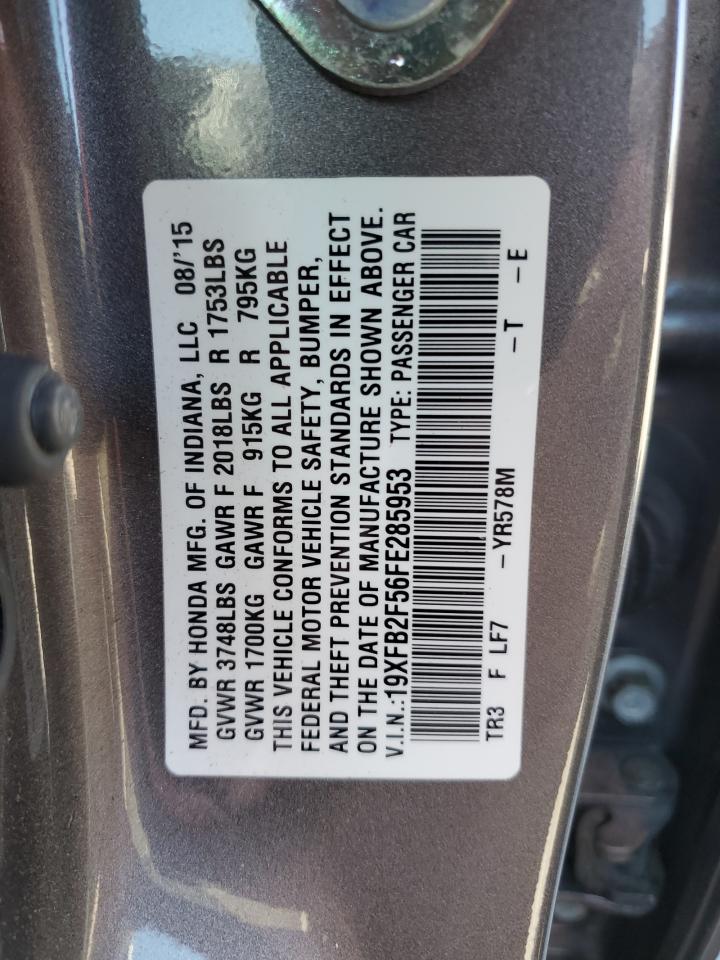 MFD. BY HONDA MFG. OF INDIANA, LLC 08/'15
GVWR 3748LBS GAWR F 2018LBS R 1753LBS
GVWR 1700KG GAWR F 915KG R 795KG
THIS VEHICLE CONFORMS TO ALL APPLICABLE
FEDERAL MOTOR VEHICLE SAFETY, BUMPER,
AND THEFT PREVENTION STANDARDS IN EFFECT
ON THE DATE OF MANUFACTURE SHOWN ABOVE.
V.I.N.:19XFB2F56FE285953 TYPE: PASSENGER CAR
TR3 F LF7 -YR578M -T -E